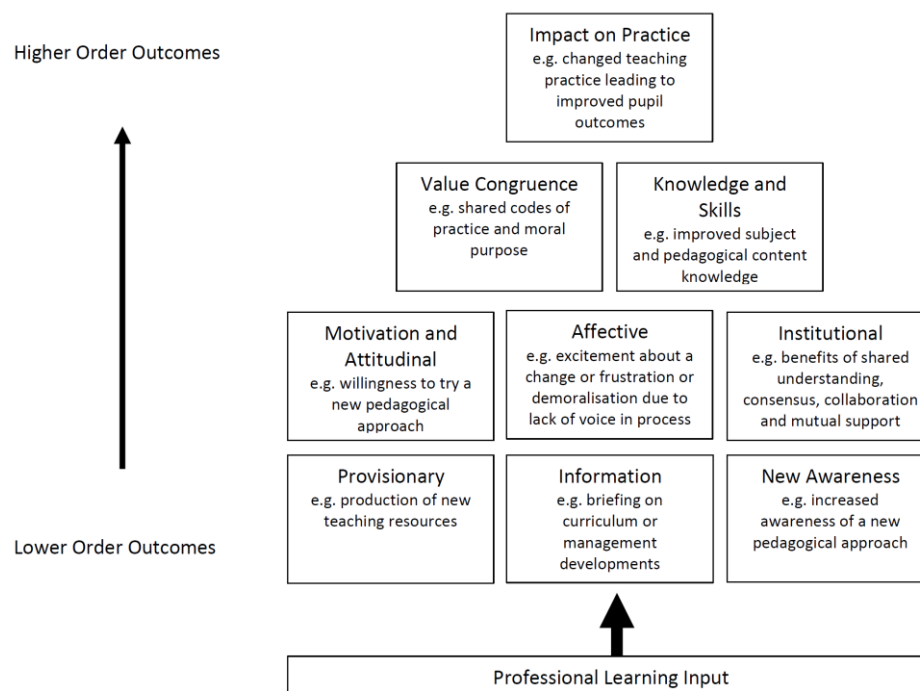 Higher Order Outcomes
Impact on Practice
e.g. changed teaching
practice leading to
improved pupil
outcomes
Value Congruence
e.g. shared codes of
practice and moral
purpose
Knowledge and
Skills
e.g. improved subject
and pedagogical content
knowledge
Motivation and
Attitudinal
e.g. willingness to try a
new pedagogical
approach
Affective
e.g. excitement about a
change or frustration or
demoralisation due to
lack of voice in process
Institutional
e.g. benefits of shared
understanding,
consensus, collaboration
and mutual support
Provisionary
e.g. production of new
teaching resources
Information
e.g. briefing on
curriculum or
management
developments
New Awareness
e.g. increased
awareness of a new
pedagogical approach
Lower Order Outcomes
Professional Learning Input